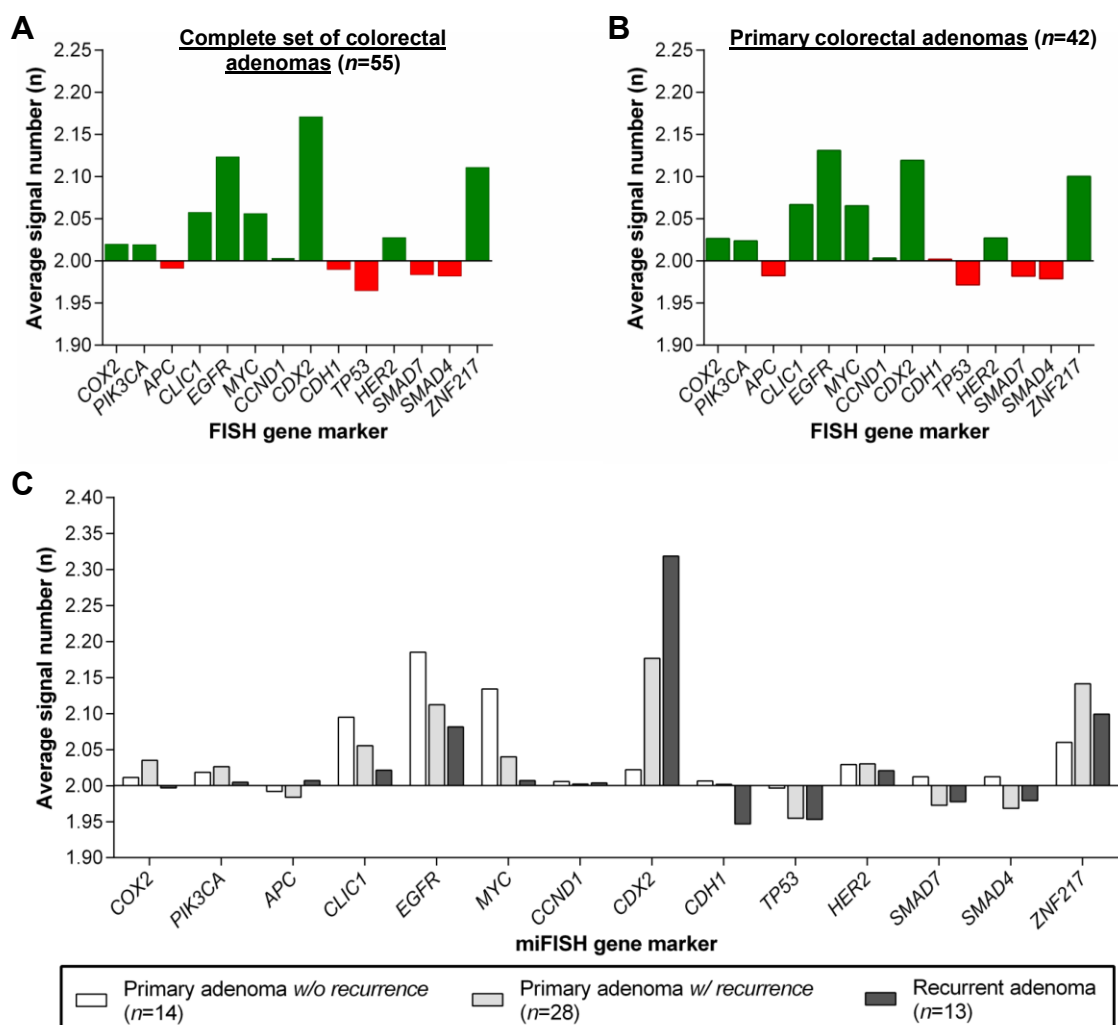 A
Complete set of colorectal
adenomas (n=55)
2.25
2.20
2.15
2.10
2.05
2.00
1.95
1.90
Average signal number (n)
COX2
PIK3CA
APC
CLIC1
EGFR
MYC
CCND1
CDX2
CDH1
TP53
HER2
SMAD7
SMAD4
ZNF217
FISH gene marker
B
Primary colorectal adenomas (n=42)
2.25
2.20
2.15
2.10
2.05
2.00
1.95
1.90
Average signal number (n)
COX2
PIK3CA
APC
CLIC1
EGFR
MYC
CCND1
CDX2
CDH1
TP53
HER2
SMAD7
SMAD4
ZNF217
FISH gene marker
C
2.40
2.35
2.30
2.25
2.20
2.15
2.10
2.05
2.00
1.95
1.90
Average signal number (n)
COX2
PIK3CA
APC
CLIC1
EGFR
MYC
CCND1
CDX2
CDH1
TP53
HER2
SMAD7
SMAD4
ZNF217
miFISH gene marker
Primary adenoma w/o recurrence
(n=14)
Primary adenoma w/ recurrence
(n=28)
Recurrent adenoma
(n=13)